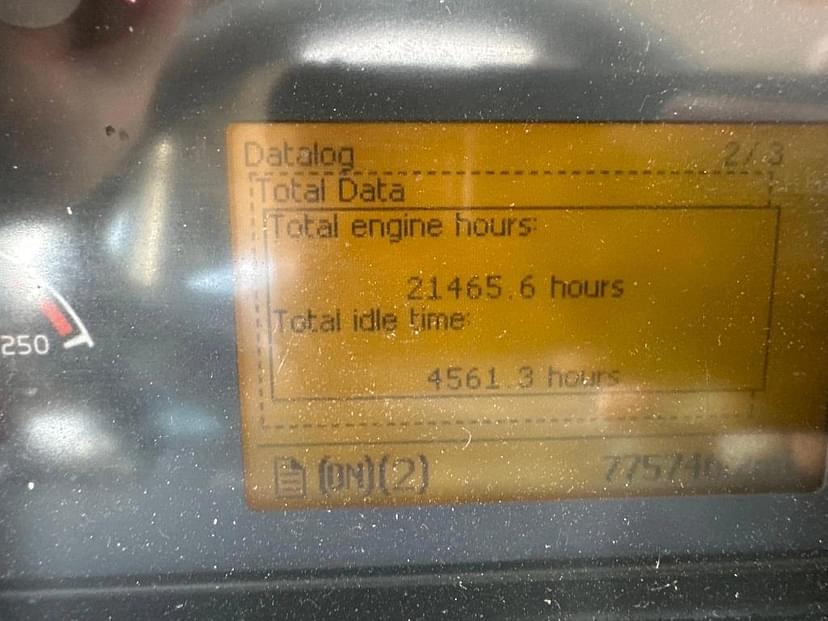 Datalog 2/3
Total Data
Total engine hours:
21465.6 hours
Total idle time:
4561.3 hours
250
(ON)(2)